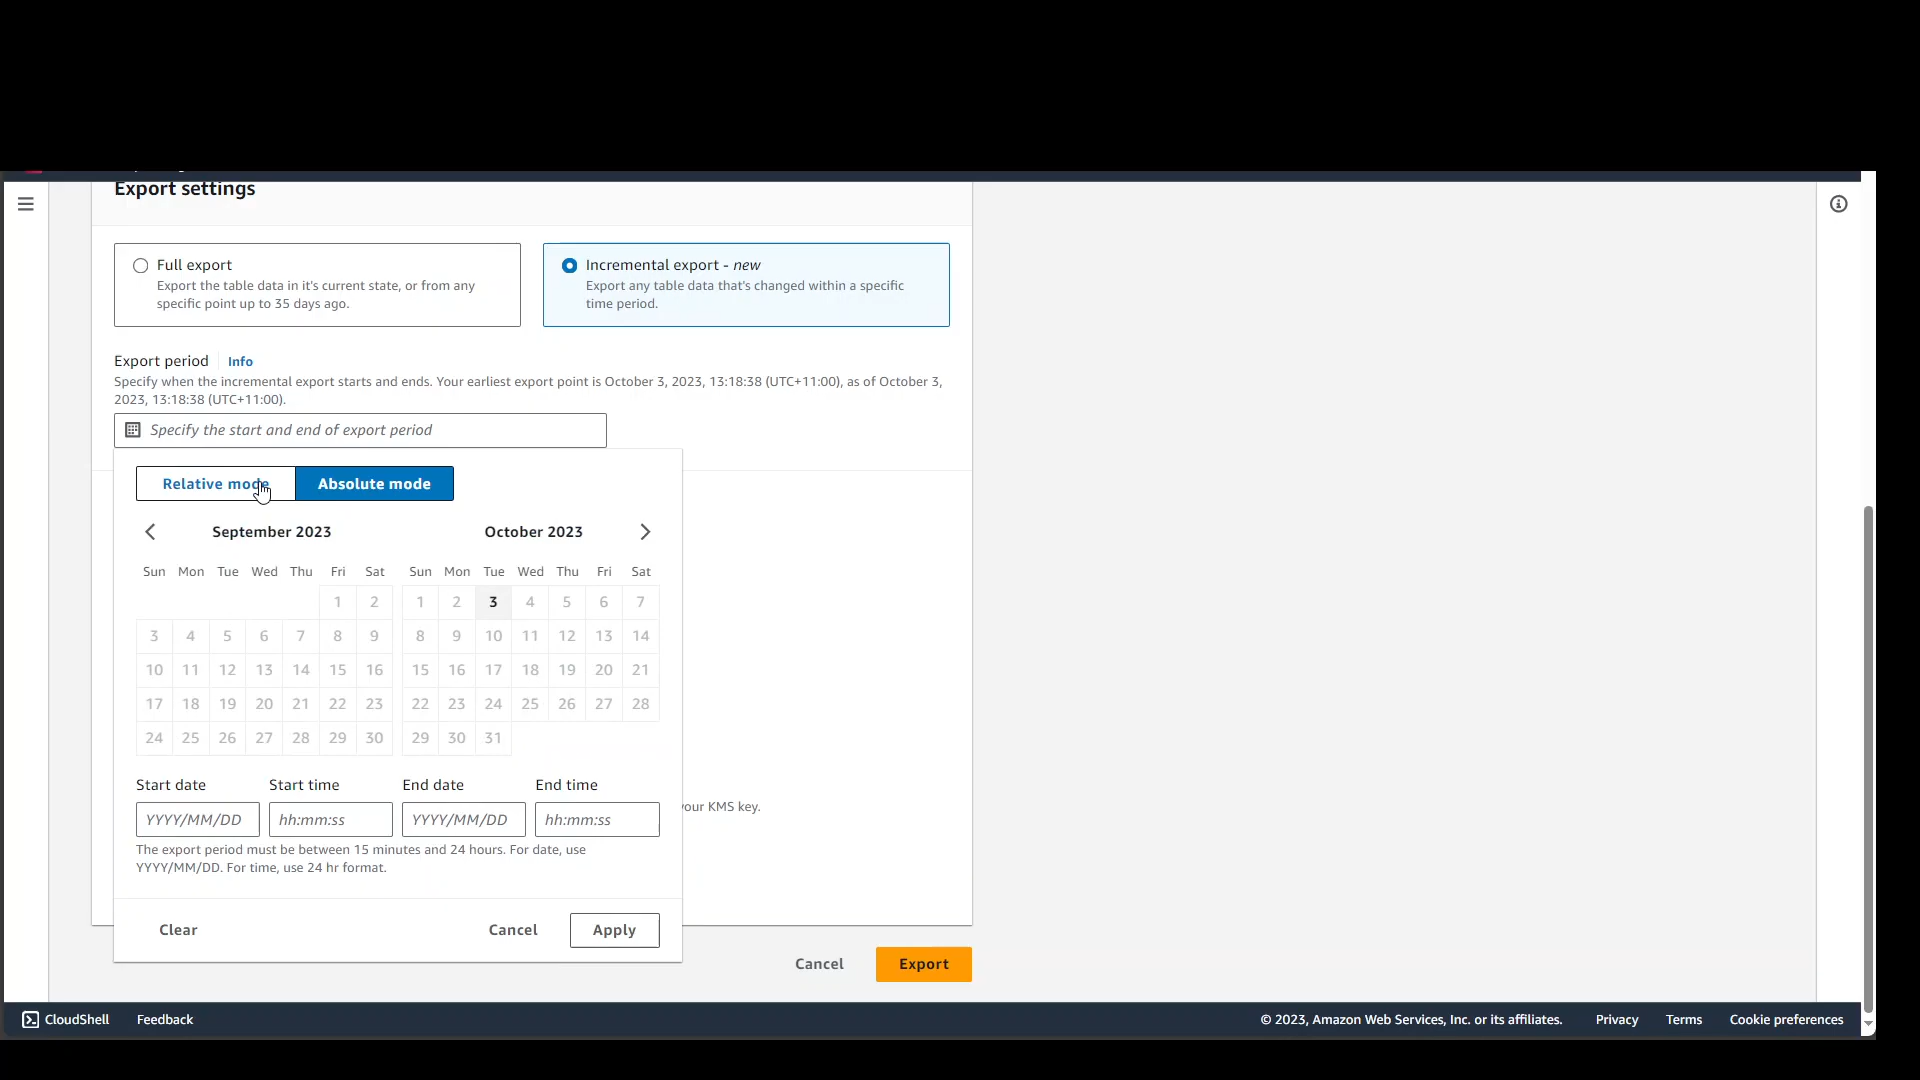 Export settings
Full export
Export the table data in it's current state, or from any
specific point up to 35 days ago.
Incremental export - new
Export any table data that's changed within a specific
time period.
Export period Info
Specify when the incremental export starts and ends. Your earliest export point is October 3, 2023, 13:18:38 (UTC+11:00), as of October 3,
2023, 13:18:38 (UTC+11:00).
Specify the start and end of export period
Relative mode Absolute mode
September 2023 October 2023
Sun Mon Tue Wed Thu Fri Sat Sun Mon Tue Wed Thu Fri Sat
1 2 1 2 3 4 5 6 7
3 4 5 6 7 8 9 8 9 10 11 12 13 14
10 11 12 13 14 15 16 15 16 17 18 19 20 21
17 18 19 20 21 22 23 22 23 24 25 26 27 28
24 25 26 27 28 29 30 29 30 31
Start date Start time End date End time
YYYY/MM/DD hh:mm:ss YYYY/MM/DD hh:mm:ss
your KMS key.
The export period must be between 15 minutes and 24 hours. For date, use
YYYY/MM/DD. For time, use 24 hr format.
Clear Cancel Apply
Cancel Export
CloudShell Feedback © 2023, Amazon Web Services, Inc. or its affiliates. Privacy Terms Cookie preferences